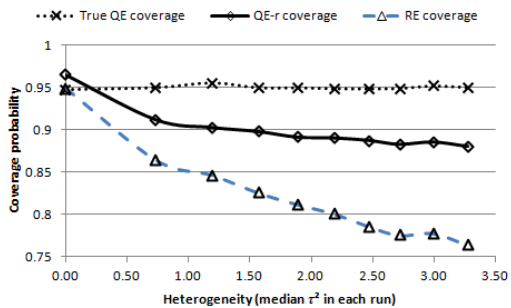 True QE coverage QE-r coverage RE coverage
1
0.95
0.9
0.85
0.8
0.75
Coverage probability
0.00 0.50 1.00 1.50 2.00 2.50 3.00 3.50
Heterogeneity (median τ² in each run)